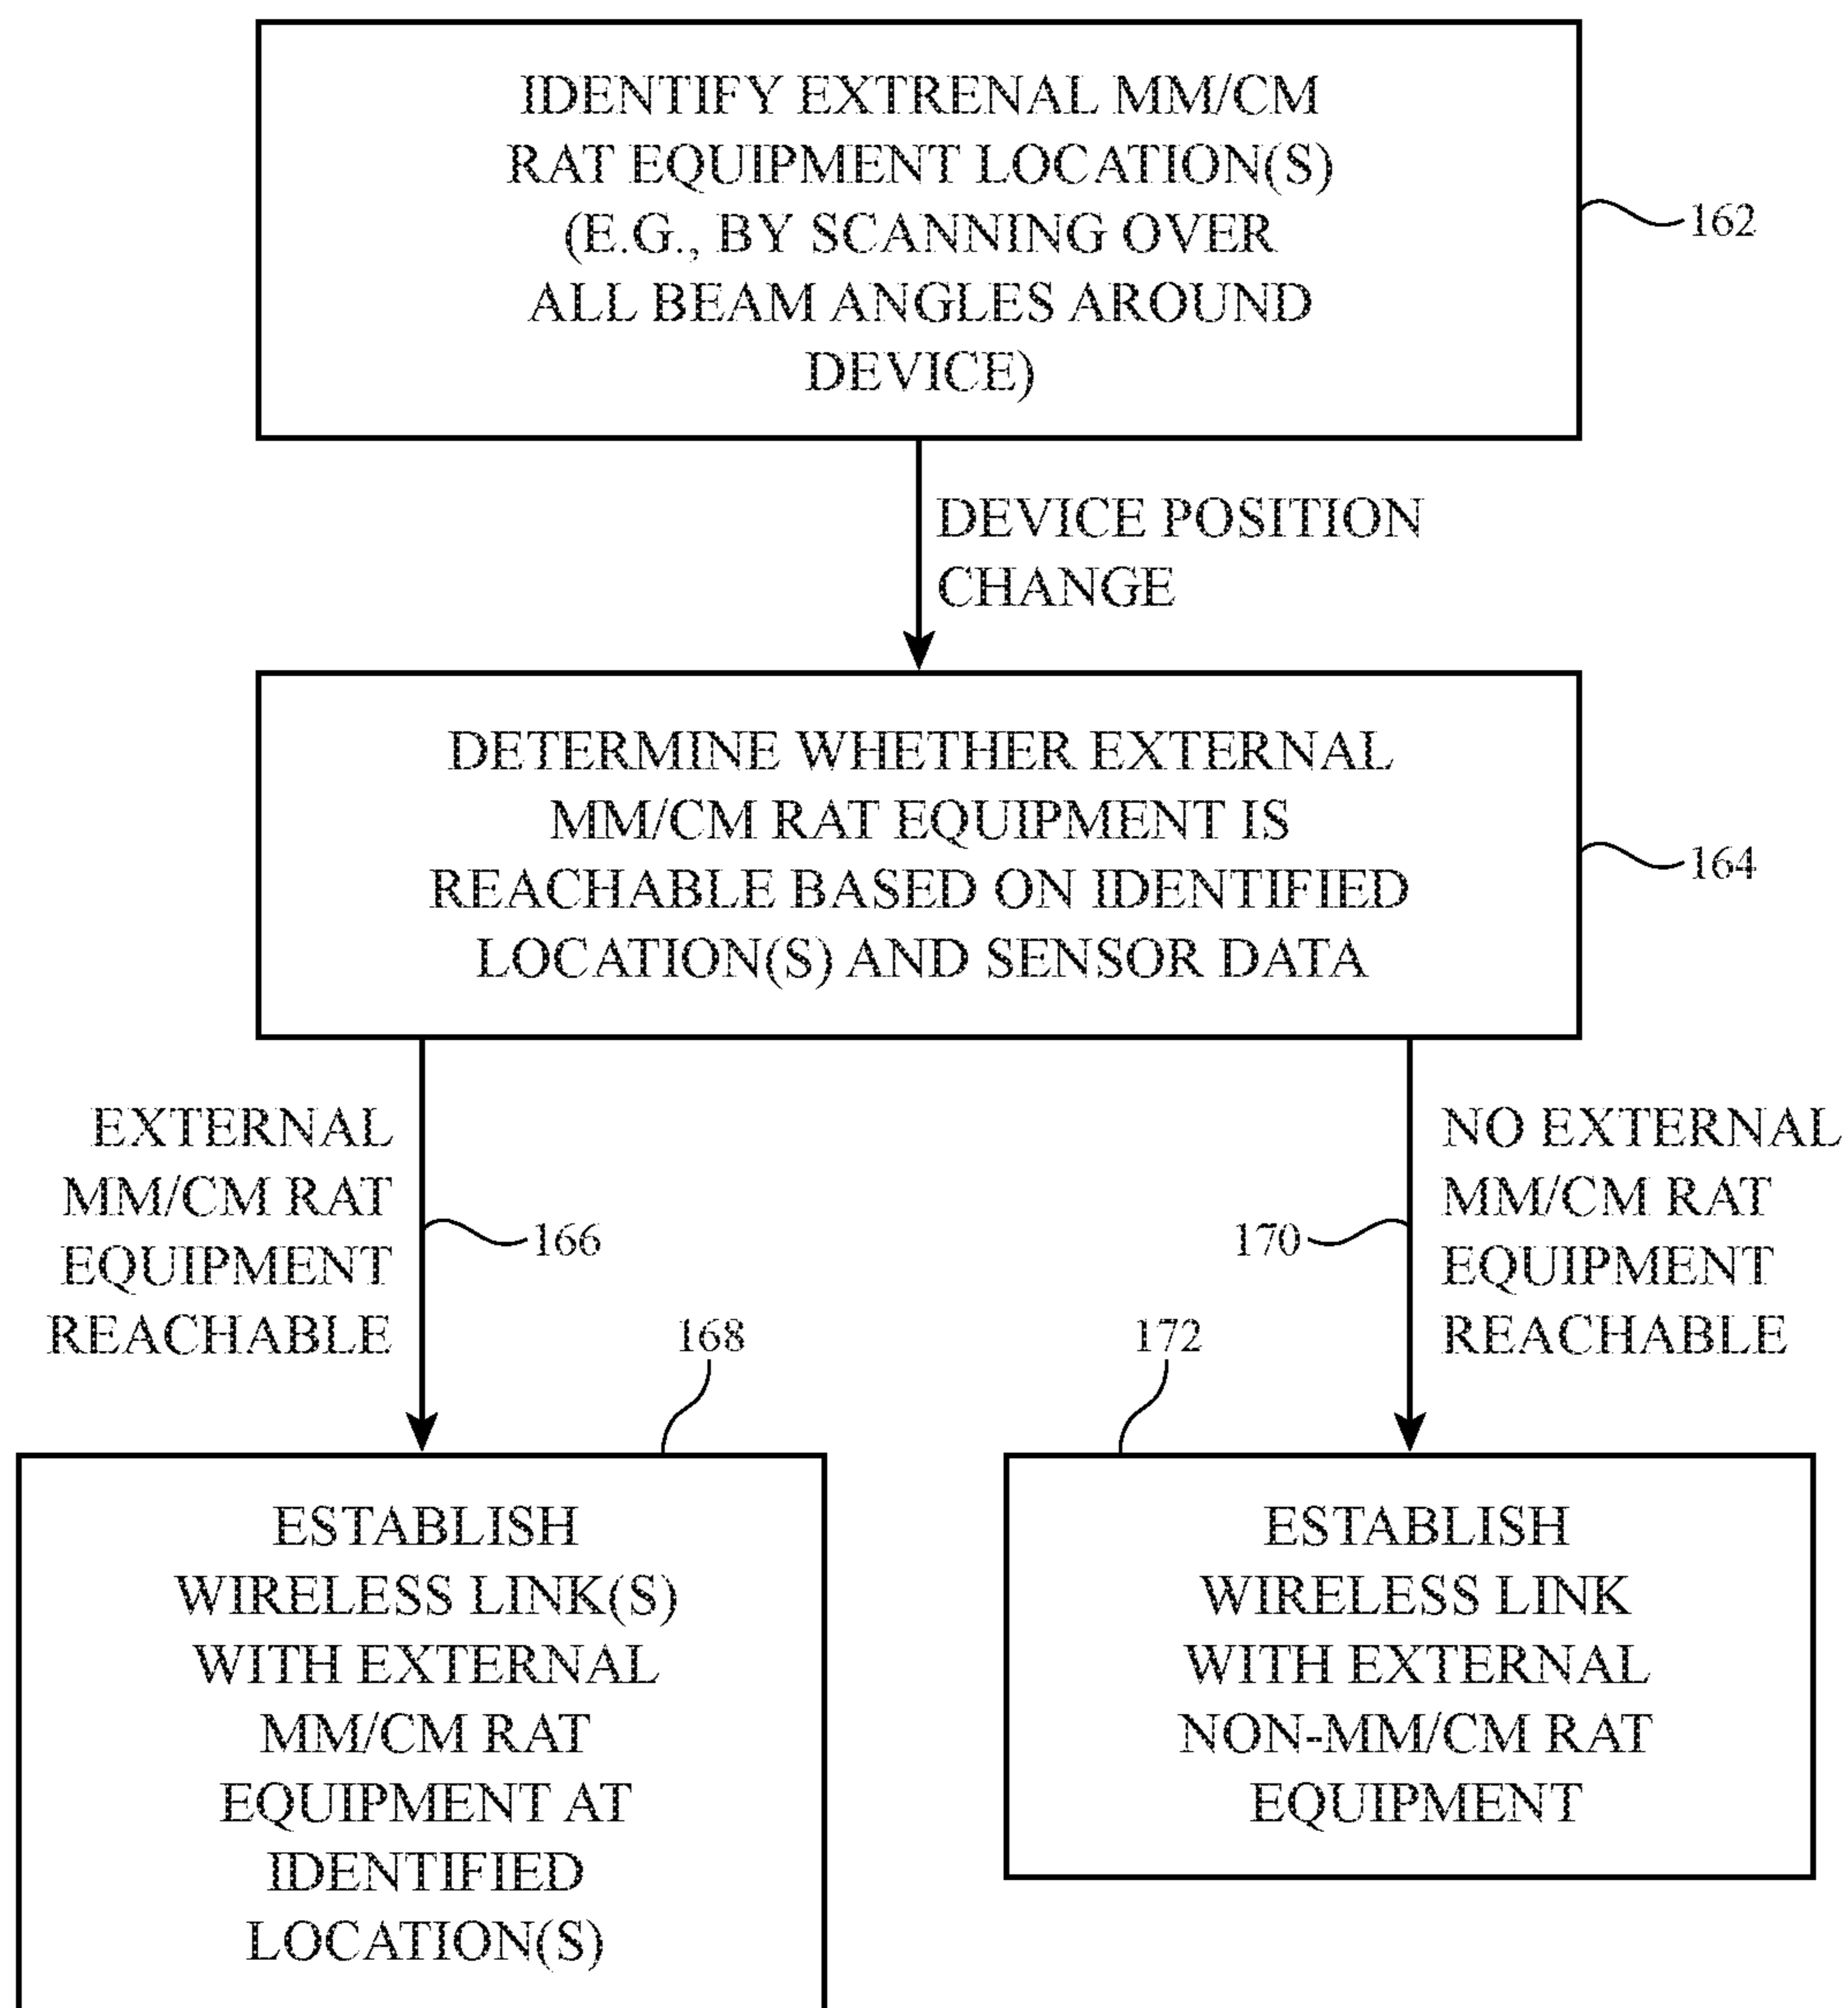 IDENTIFY EXTRENAL MM/CM
RAT EQUIPMENT LOCATION(S)
(E.G., BY SCANNING OVER
ALL BEAM ANGLES AROUND
DEVICE)
162
DEVICE POSITION
CHANGE
DETERMINE WHETHER EXTERNAL
MM/CM RAT EQUIPMENT IS
REACHABLE BASED ON IDENTIFIED
LOCATION(S) AND SENSOR DATA
164
EXTERNAL
MM/CM RAT
EQUIPMENT
REACHABLE
166
170
NO EXTERNAL
MM/CM RAT
EQUIPMENT
REACHABLE
168
ESTABLISH
WIRELESS LINK(S)
WITH EXTERNAL
MM/CM RAT
EQUIPMENT AT
IDENTIFIED
LOCATION(S)
172
ESTABLISH
WIRELESS LINK
WITH EXTERNAL
NON-MM/CM RAT
EQUIPMENT